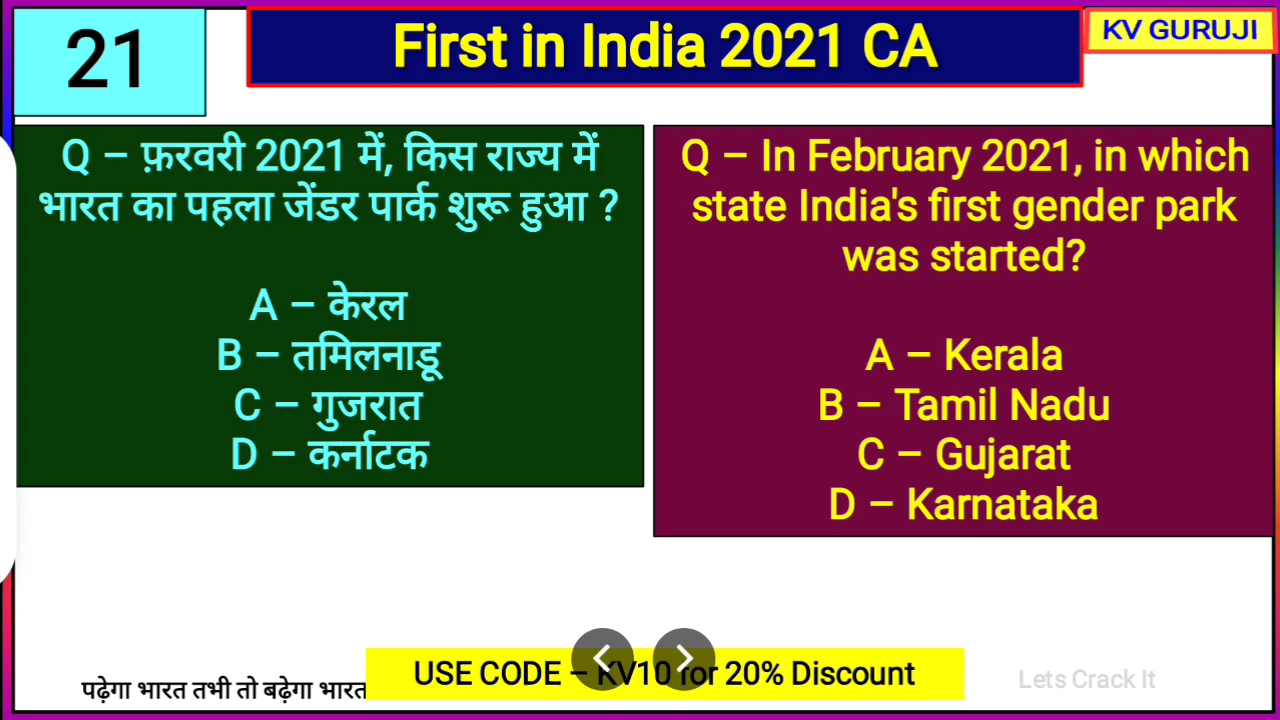 21
First in India 2021 CA
KV GURUJI
Q – फ़रवरी 2021 में, किस राज्य में
भारत का पहला जेंडर पार्क शुरू हुआ ?
A – केरल
B – तमिलनाडू
C – गुजरात
D – कर्नाटक
Q – In February 2021, in which
state India's first gender park
was started?
A – Kerala
B – Tamil Nadu
C – Gujarat
D – Karnataka
USE CODE – KV10 for 20% Discount
पढ़ेगा भारत तभी तो बढ़ेगा भारत
Lets Crack It